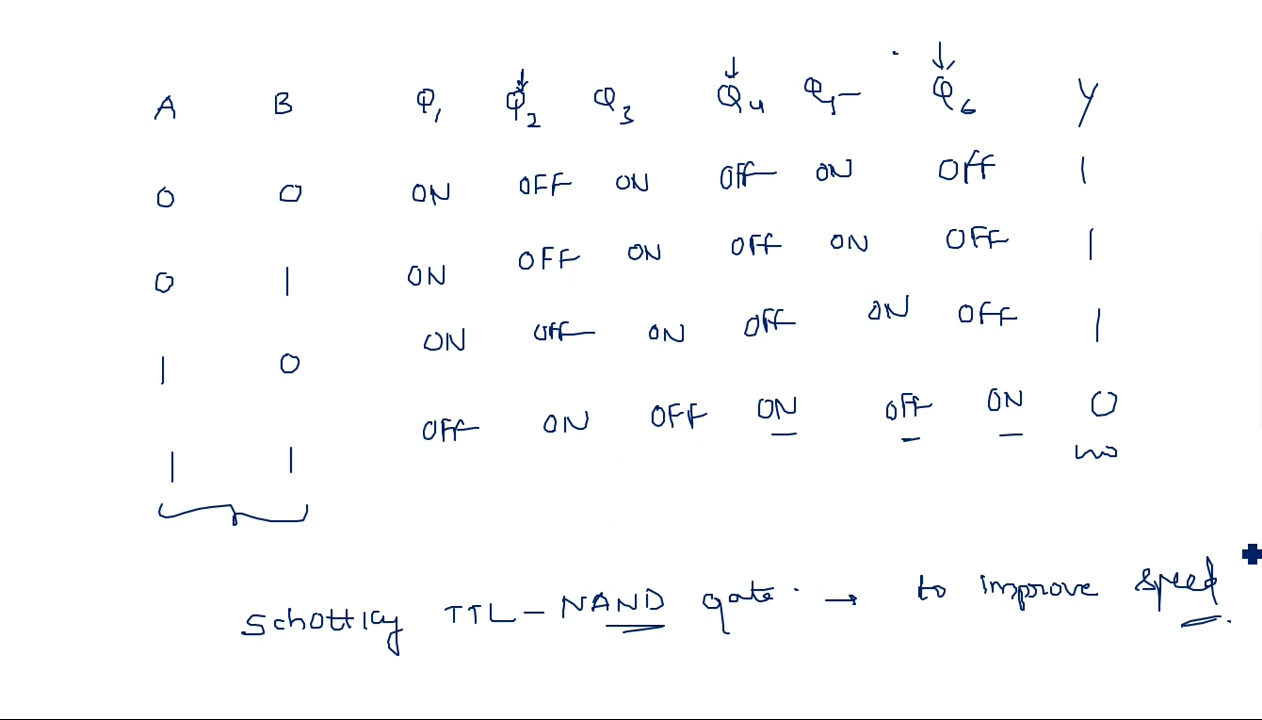 A B Q1 Q2 Q3 Q4 Q5 Q6 Y
0 0 ON OFF ON OFF ON OFF 1
0 1 ON OFF ON OFF ON OFF 1
1 0 ON OFF ON OFF ON OFF 1
1 1 OFF ON OFF ON OFF ON 0
Schottky TTL - NAND gate. → to improve speed.